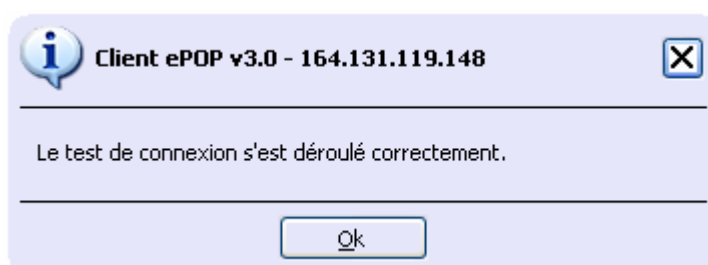 Client ePOP v3.0 - 164.131.119.148
Le test de connexion s'est déroulé correctement.
Ok